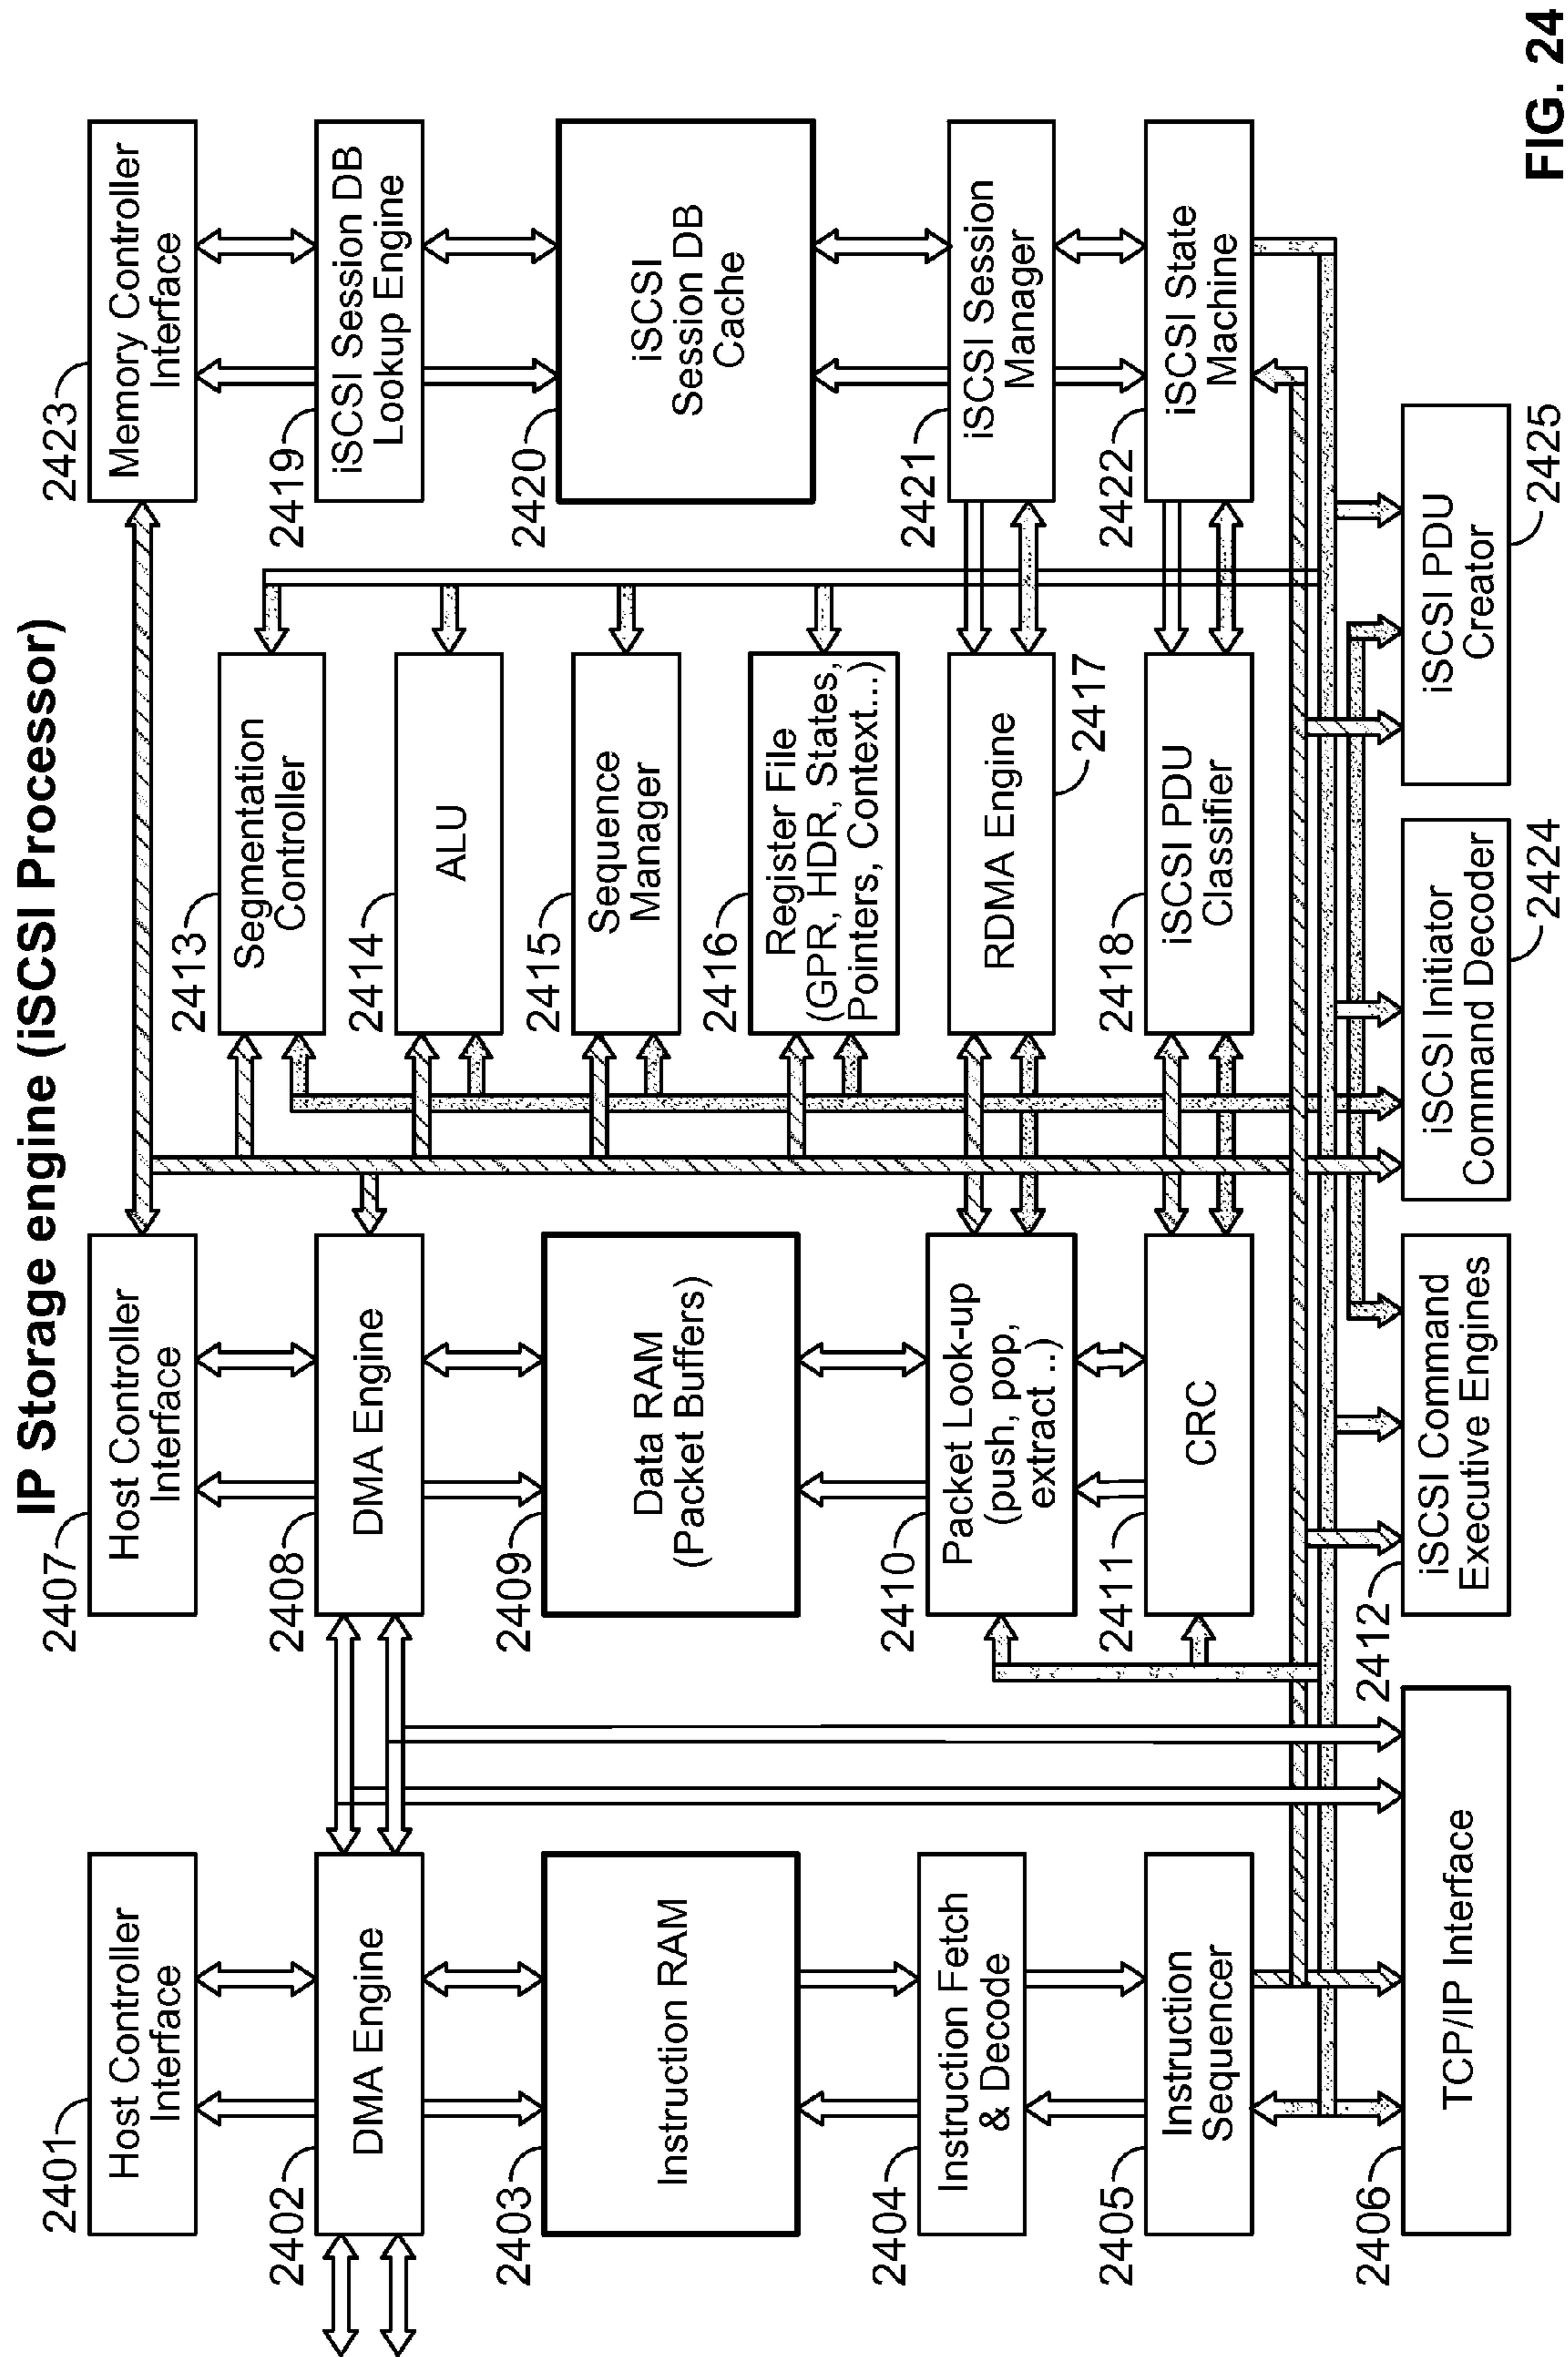 IP Storage engine (iSCSI Processor)
2401
Host Controller
Interface
2402
DMA Engine
2403
Instruction RAM
2404
Instruction Fetch
& Decode
2405
Instruction
Sequencer
2406
TCP/IP Interface
2407
Host Controller
Interface
2408
DMA Engine
2409
Data RAM
(Packet Buffers)
2410
Packet Look-up
(push, pop,
extract ..)
2411
CRC
2412
iSCSI Command
Executive Engines
2413
Segmentation
Controller
2414
ALU
2415
Sequence
Manager
2416
Register File
(GPR, HDR, States,
Pointers, Context...)
RDMA Engine
2417
2418
iSCSI PDU
Classifier
iSCSI Initiator
Command Decoder
2424
2423
Memory Controller
Interface
2419
iSCSI Session DB
Lookup Engine
2420
iSCSI
Session DB
Cache
2421
iSCSI Session
Manager
2422
iSCSI State
Machine
iSCSI PDU
Creator
2425
FIG. 24